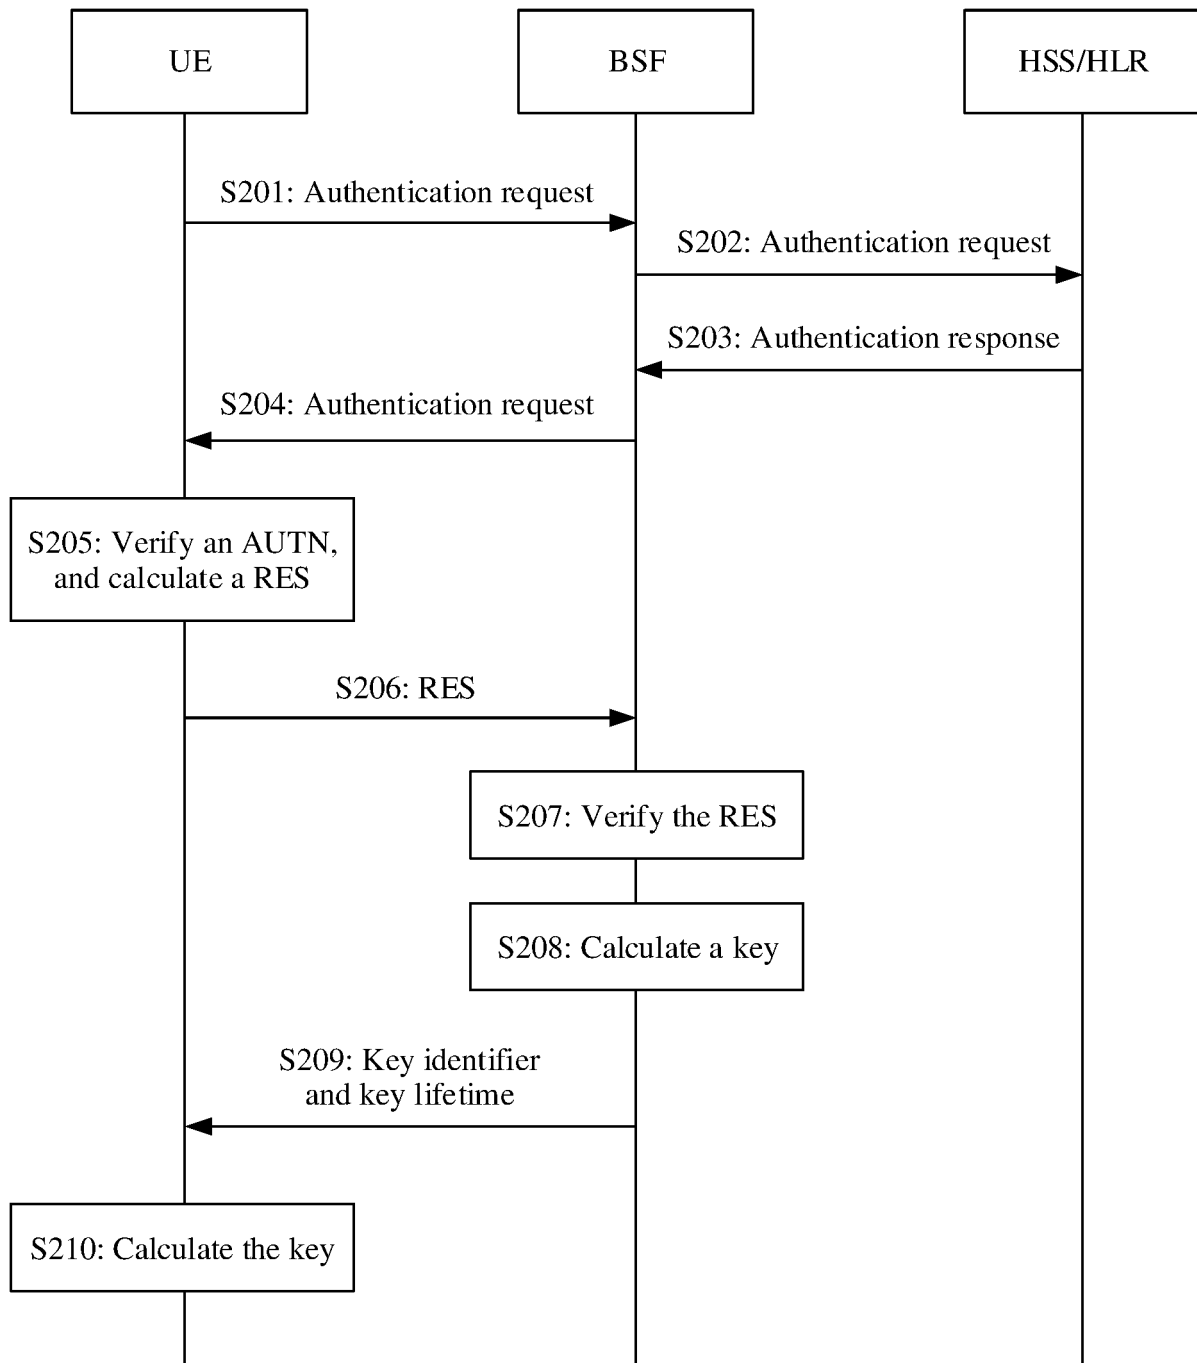 UE
BSF
HSS/HLR
S201: Authentication request
S202: Authentication request
S203: Authentication response
S204: Authentication request
S205: Verify an AUTN,
and calculate a RES
S206: RES
S207: Verify the RES
S208: Calculate a key
S209: Key identifier
and key lifetime
S210: Calculate the key